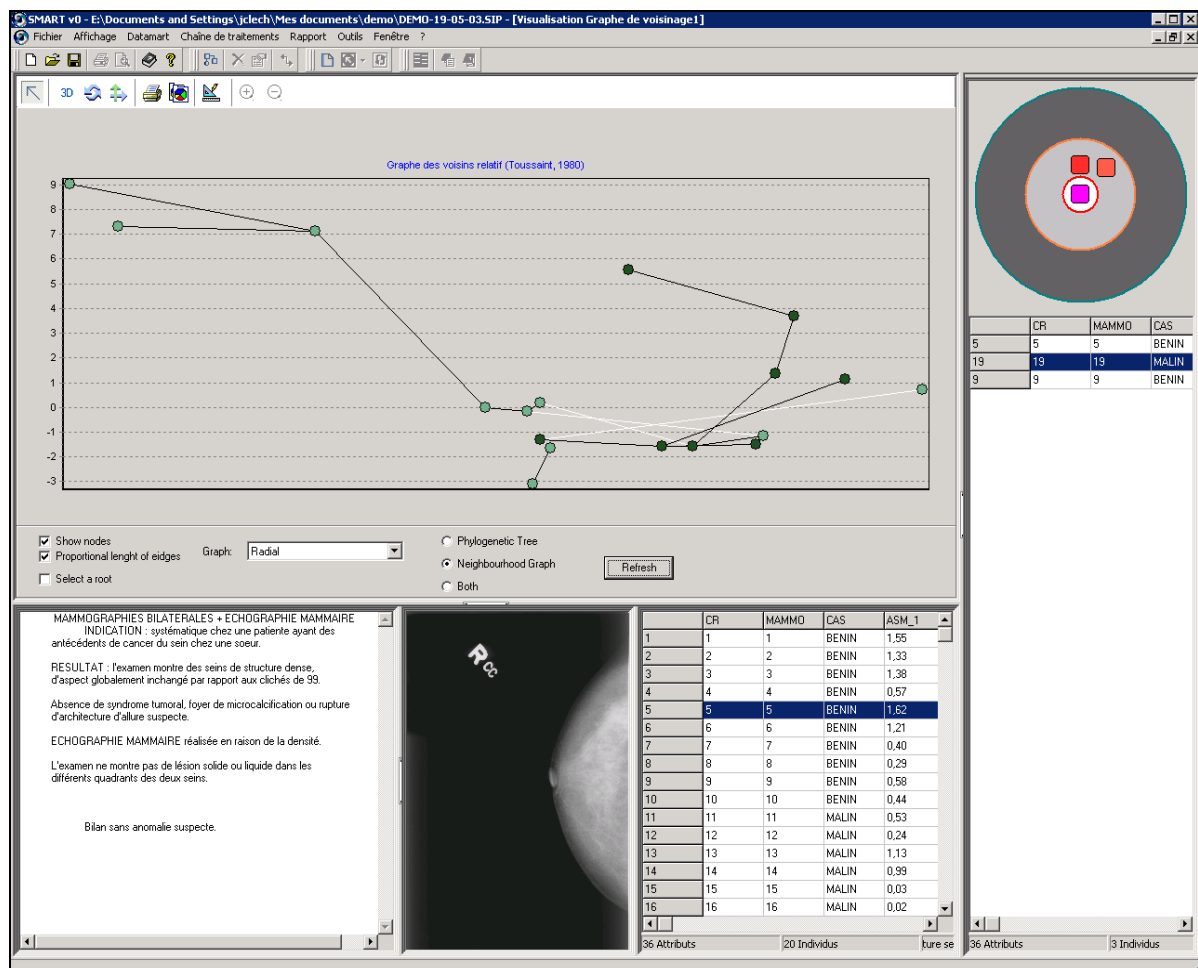 SMART v0 - E:\Documents and Settings\jclech\Mes documents\demo\DEMO-19-05-03.SIP - [Visualisation Graphe de voisinage1]
Fichier Affichage Datamart Chaîne de traitements Rapport Outils Fenêtre ?
3D
Graphe des voisins relatif (Toussaint, 1980)
9
8
7
6
5
4
3
2
1
0
-1
-2
-3
Show nodes
Proportional lenght of eidges
Select a root
Graph: Radial
Phylogenetic Tree
Neighbourhood Graph
Both
Refresh
CR MAMMO CAS
5 5 5 BENIN
19 19 19 MALIN
9 9 9 BENIN
36 Attributs 3 Individus
MAMMOGRAPHIES BILATERALES + ECHOGRAPHIE MAMMAIRE
INDICATION : systématique chez une patiente ayant des
antécédents de cancer du sein chez une soeur.
RESULTAT : l'examen montre des seins de structure dense,
d'aspect globalement inchangé par rapport aux clichés de 99.
Absence de syndrome tumoral, foyer de microcalcification ou rupture
d'architecture d'allure suspecte.
ECHOGRAPHIE MAMMAIRE réalisée en raison de la densité.
L'examen ne montre pas de lésion solide ou liquide dans les
différents quadrants des deux seins.
Bilan sans anomalie suspecte.
R CC
CR MAMMO CAS ASM_1
1 1 1 BENIN 1,55
2 2 2 BENIN 1,33
3 3 3 BENIN 1,38
4 4 4 BENIN 0,57
5 5 5 BENIN 1,62
6 6 6 BENIN 1,21
7 7 7 BENIN 0,40
8 8 8 BENIN 0,29
9 9 9 BENIN 0,58
10 10 10 BENIN 0,44
11 11 11 MALIN 0,53
12 12 12 MALIN 0,24
13 13 13 MALIN 1,13
14 14 14 MALIN 0,99
15 15 15 MALIN 0,03
16 16 16 MALIN 0,02
36 Attributs 20 Individus ture se